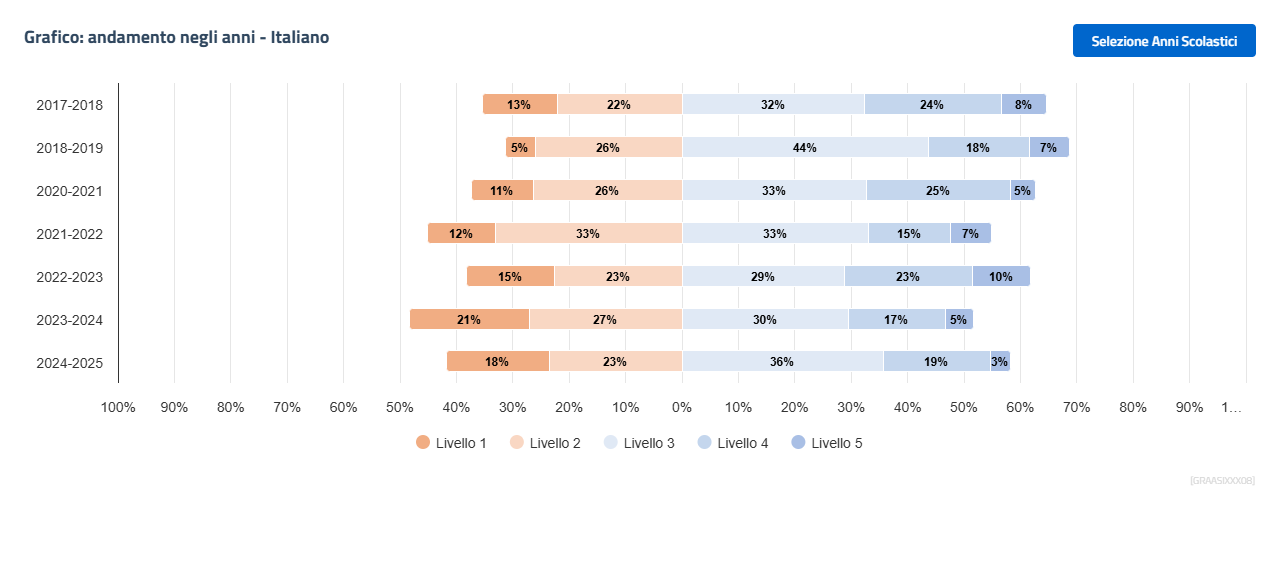 Grafico: andamento negli anni - Italiano
Selezione Anni Scolastici
2017-2018 13% 22% 32% 24% 8%
2018-2019 5% 26% 44% 18% 7%
2020-2021 11% 26% 33% 25% 5%
2021-2022 12% 33% 33% 15% 7%
2022-2023 15% 23% 29% 23% 10%
2023-2024 21% 27% 30% 17% 5%
2024-2025 18% 23% 36% 19% 3%
100% 90% 80% 70% 60% 50% 40% 30% 20% 10% 0% 10% 20% 30% 40% 50% 60% 70% 80% 90% 1...
Livello 1 Livello 2 Livello 3 Livello 4 Livello 5
[GRAASIXXX08]